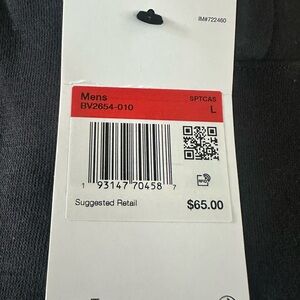 IM#722460
Mens SPTCAS
BV2654-010 L
1 93147 70458 7
Suggested Retail $65.00